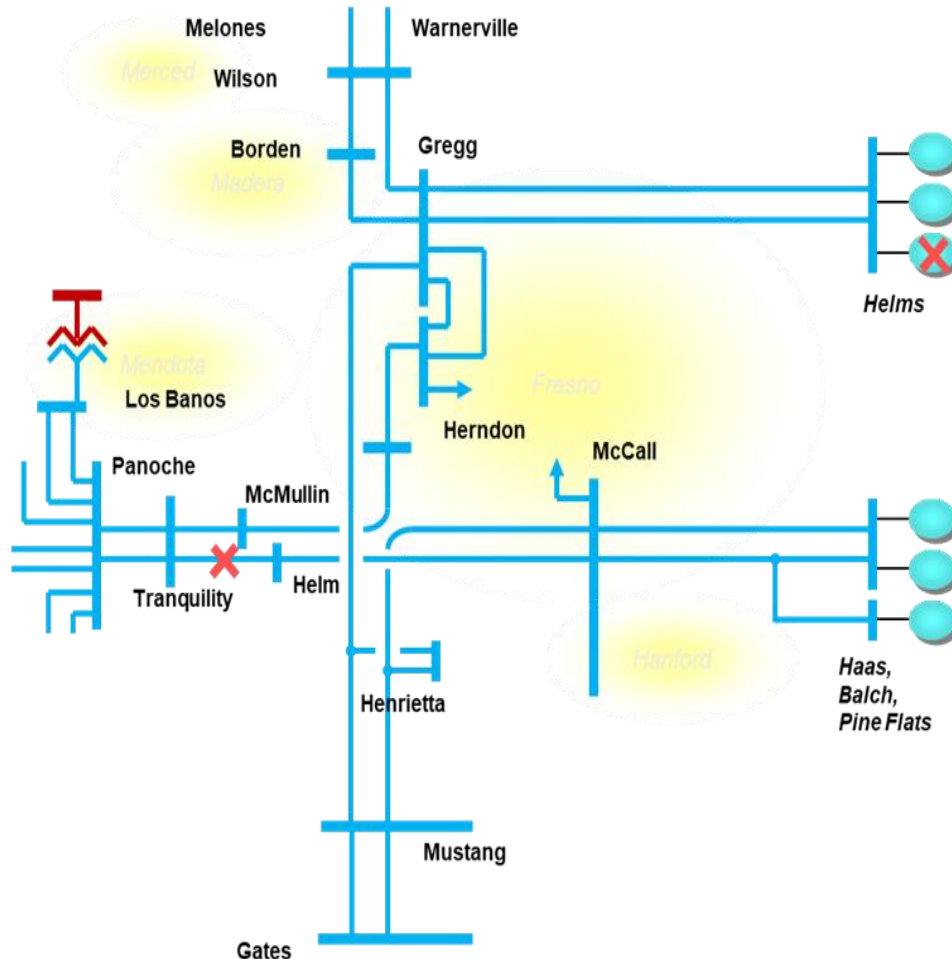 Melones
Warnerville
Merced
Wilson
Borden
Gregg
Madera
Helms
Mendota
Los Banos
Fresno
Herndon
McCall
Panoche
McMullin
Tranquility
Helm
Hanford
Henrietta
Haas,
Balch,
Pine Flats
Mustang
Gates